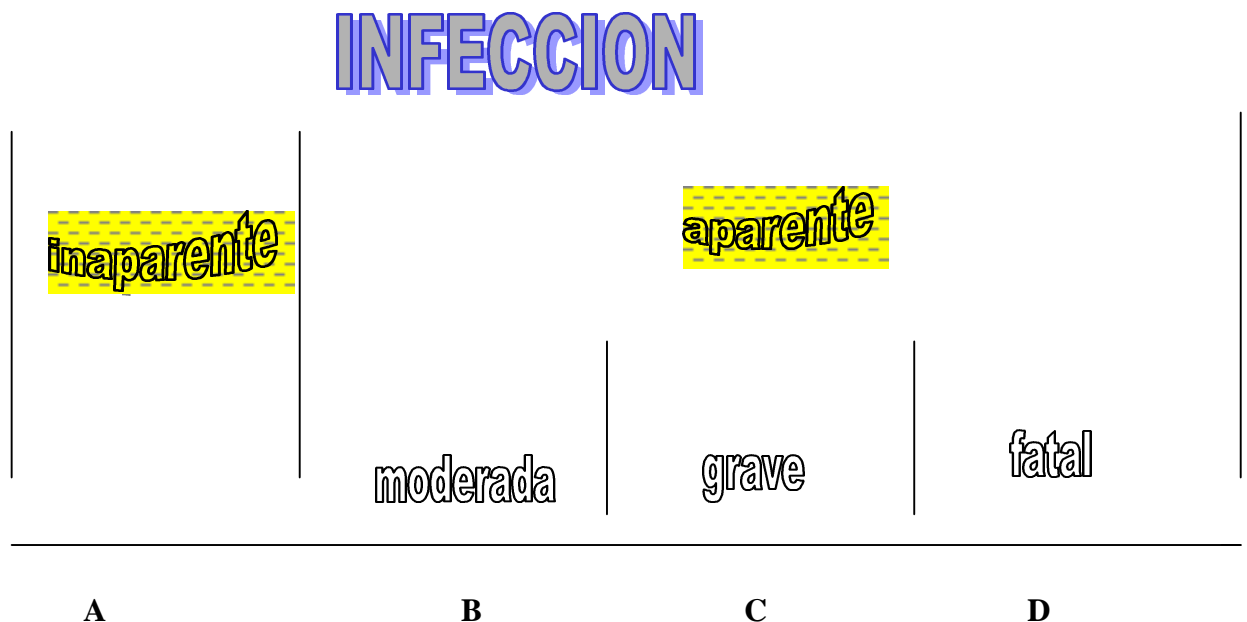 INFECCION
inaparente
aparente
moderada
grave
fatal
A B C D